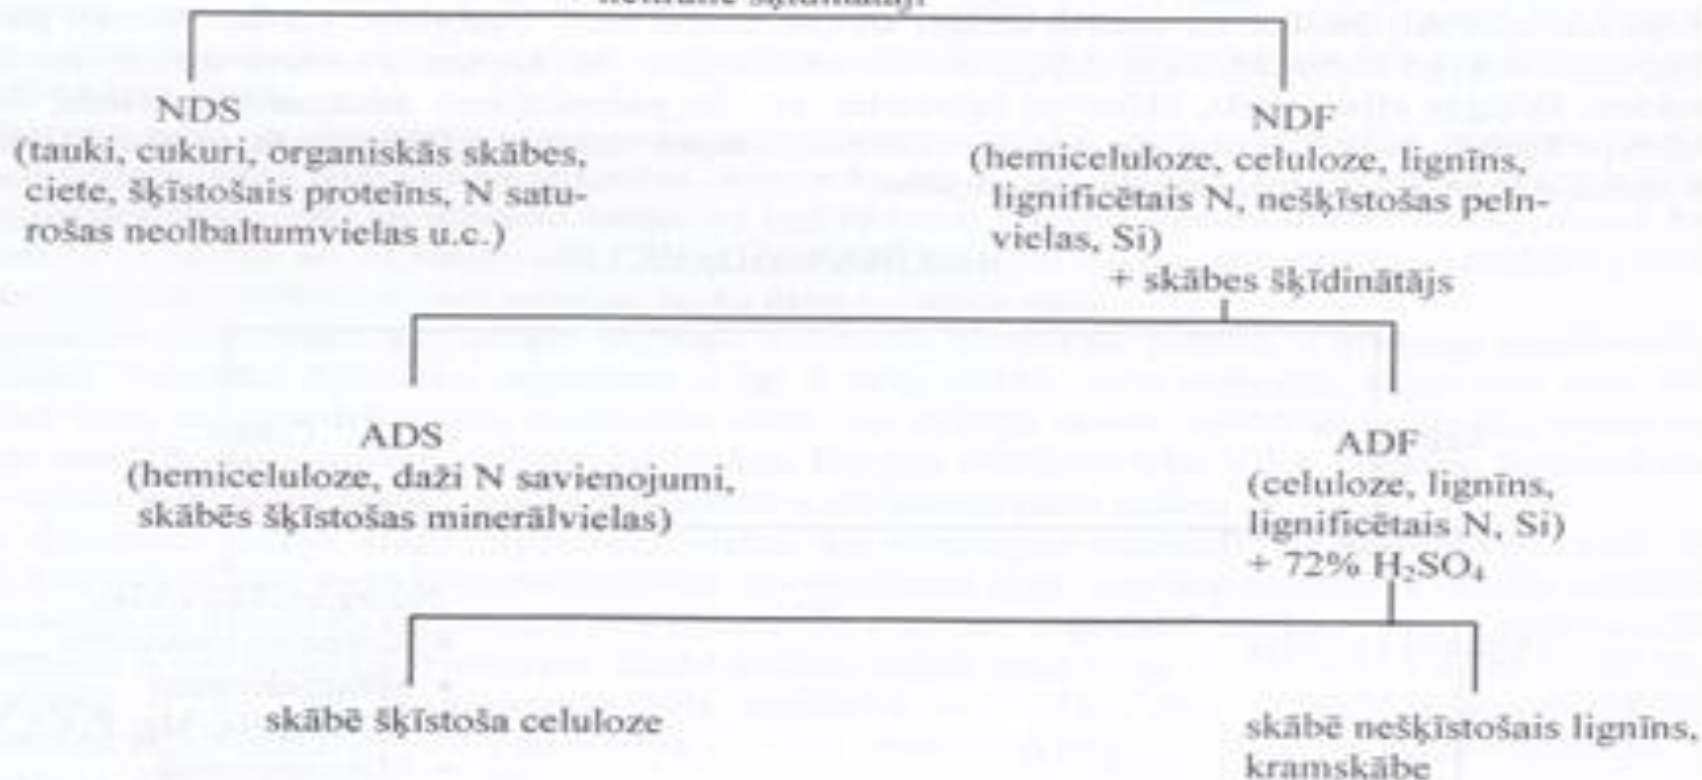 šķīdinātāji
NDS
(tauki, cukuri, organiskās skābes,
ciete, šķīstošais proteīns, N satu-
rošas neolbaltumvielas u.c.)
NDF
(hemiceluloze, celuloze, lignīns,
lignificētais N, nešķīstošas peln-
vielas, Si)
+ skābes šķīdinātājs
ADS
(hemiceluloze, daži N savienojumi,
skābēs šķīstošas minerālvielas)
ADF
(celuloze, lignīns,
lignificētais N, Si)
+ 72% H₂SO₄
skābē šķīstoša celuloze
skābē nešķīstošais lignīns,
kramskābe